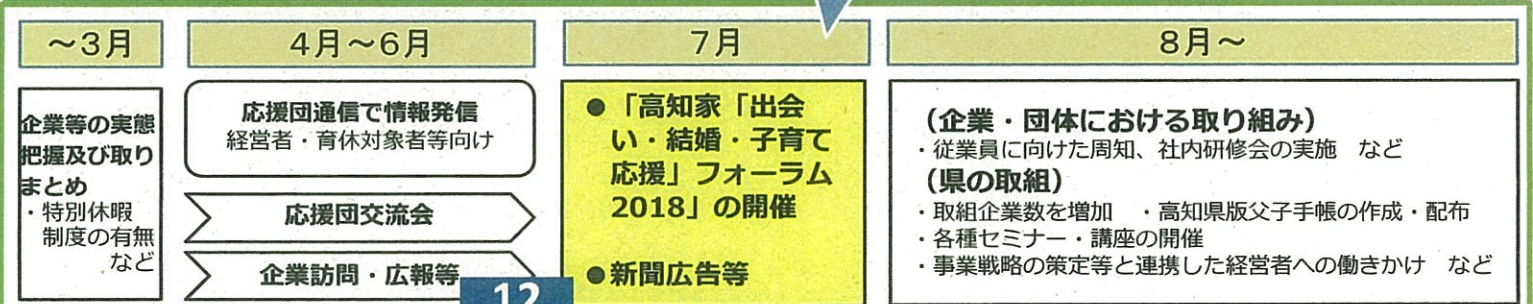 ～3月
企業等の実態
把握及び取り
まとめ
・特別休暇
制度の有無
など
4月～6月
応援団通信で情報発信
経営者・育休対象者等向け
応援団交流会
企業訪問・広報等
12
7月
●「高知家「出会
い・結婚・子育て
応援」フォーラム
2018」の開催
●新聞広告等
8月～
（企業・団体における取り組み）
・従業員に向けた周知、社内研修会の実施　など
（県の取組）
・取組企業数を増加　・高知県版父子手帳の作成・配布
・各種セミナー・講座の開催
・事業戦略の策定等と連携した経営者への働きかけ　など